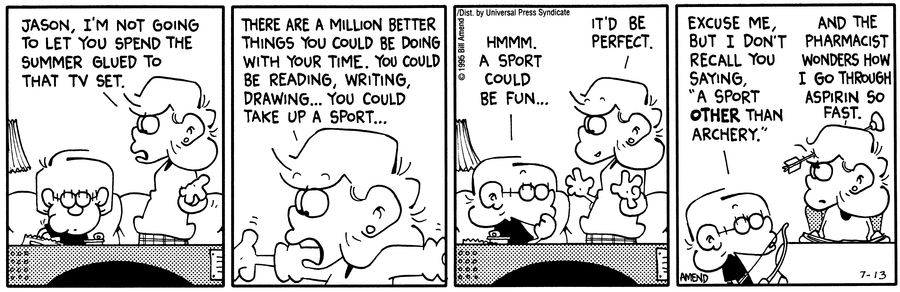 JASON, I'M NOT GOING
TO LET YOU SPEND THE
SUMMER GLUED TO
THAT TV SET.
THERE ARE A MILLION BETTER
THINGS YOU COULD BE DOING
WITH YOUR TIME. YOU COULD
BE READING, WRITING,
DRAWING... YOU COULD
TAKE UP A SPORT...
© 1995 Bill Amend
/Dist. by Universal Press Syndicate
HMMM.
A SPORT
COULD
BE FUN...
IT'D BE
PERFECT.
EXCUSE ME,
BUT I DON'T
RECALL YOU
SAYING,
"A SPORT
OTHER THAN
ARCHERY."
AND THE
PHARMACIST
WONDERS HOW
I GO THROUGH
ASPIRIN SO
FAST.
AMEND
7-13